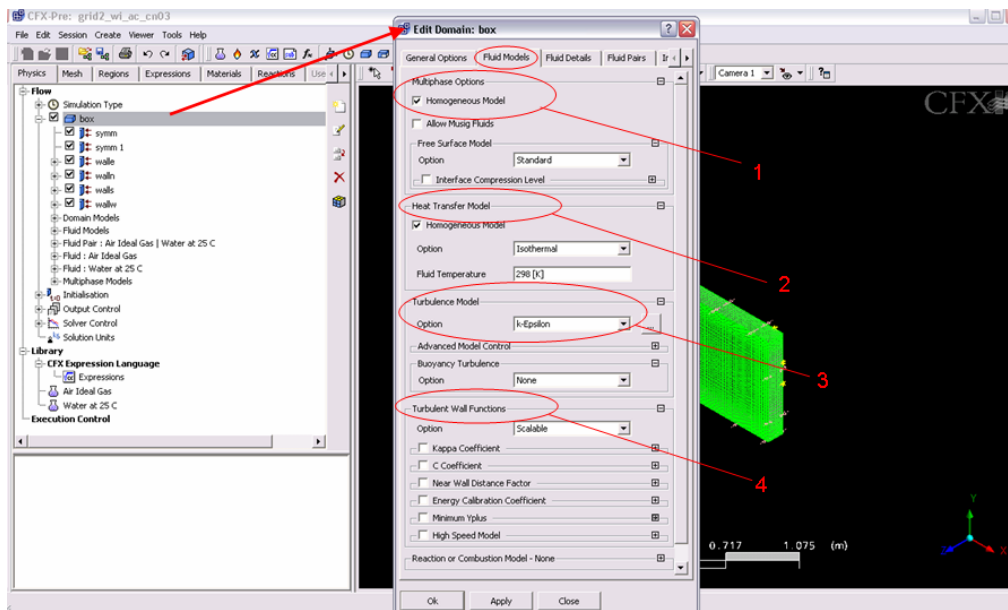 CFX-Pre: grid2_wi_ac_cn03
File Edit Session Create Viewer Tools Help
Physics Mesh Regions Expressions Materials Reactions Use
Flow
Simulation Type
box
symm
symm 1
walle
walln
walls
wallw
Domain Models
Fluid Models
Fluid Pair : Air Ideal Gas | Water at 25 C
Fluid : Air Ideal Gas
Fluid : Water at 25 C
Multiphase Models
Initialisation
Output Control
Solver Control
Solution Units
Library
CFX Expression Language
Expressions
Air Ideal Gas
Water at 25 C
Execution Control
Edit Domain: box
General Options Fluid Models Fluid Details Fluid Pairs Ir
Multiphase Options
Homogeneous Model
Allow Musig Fluids
Free Surface Model
Option Standard
Interface Compression Level
Heat Transfer Model
Homogeneous Model
Option Isothermal
Fluid Temperature 298 [K]
Turbulence Model
Option k-Epsilon
...
Advanced Model Control
Buoyancy Turbulence
Option None
Turbulent Wall Functions
Option Scalable
Kappa Coefficient
C Coefficient
Near Wall Distance Factor
Energy Calibration Coefficient
Minimum Yplus
High Speed Model
Reaction or Combustion Model - None
Ok Apply Close
Camera 1
CFX
1
2
3
4
0.717 1.075 (m)
Y
Z X